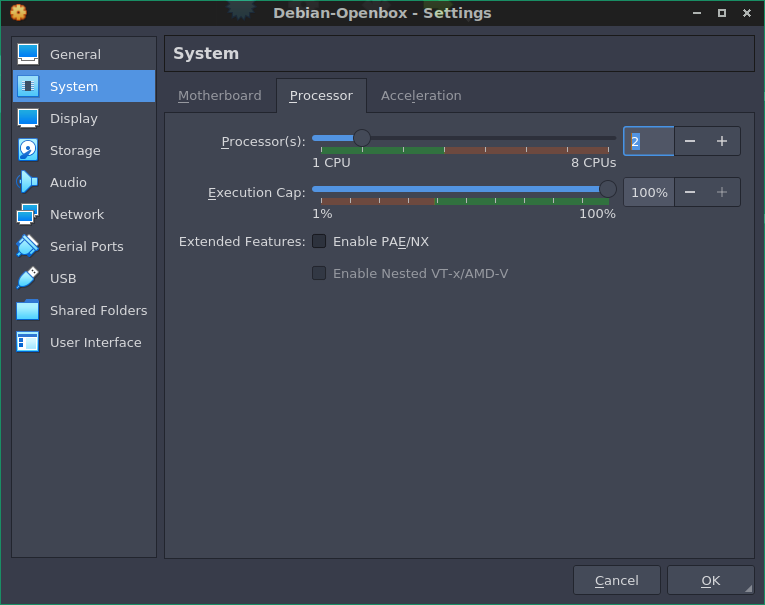 Debian-Openbox - Settings
General
System
Display
Storage
Audio
Network
Serial Ports
USB
Shared Folders
User Interface
System
Motherboard
Processor
Acceleration
Processor(s):
2
1 CPU
8 CPUs
Execution Cap:
100%
1%
100%
Extended Features:
Enable PAE/NX
Enable Nested VT-x/AMD-V
Cancel
OK